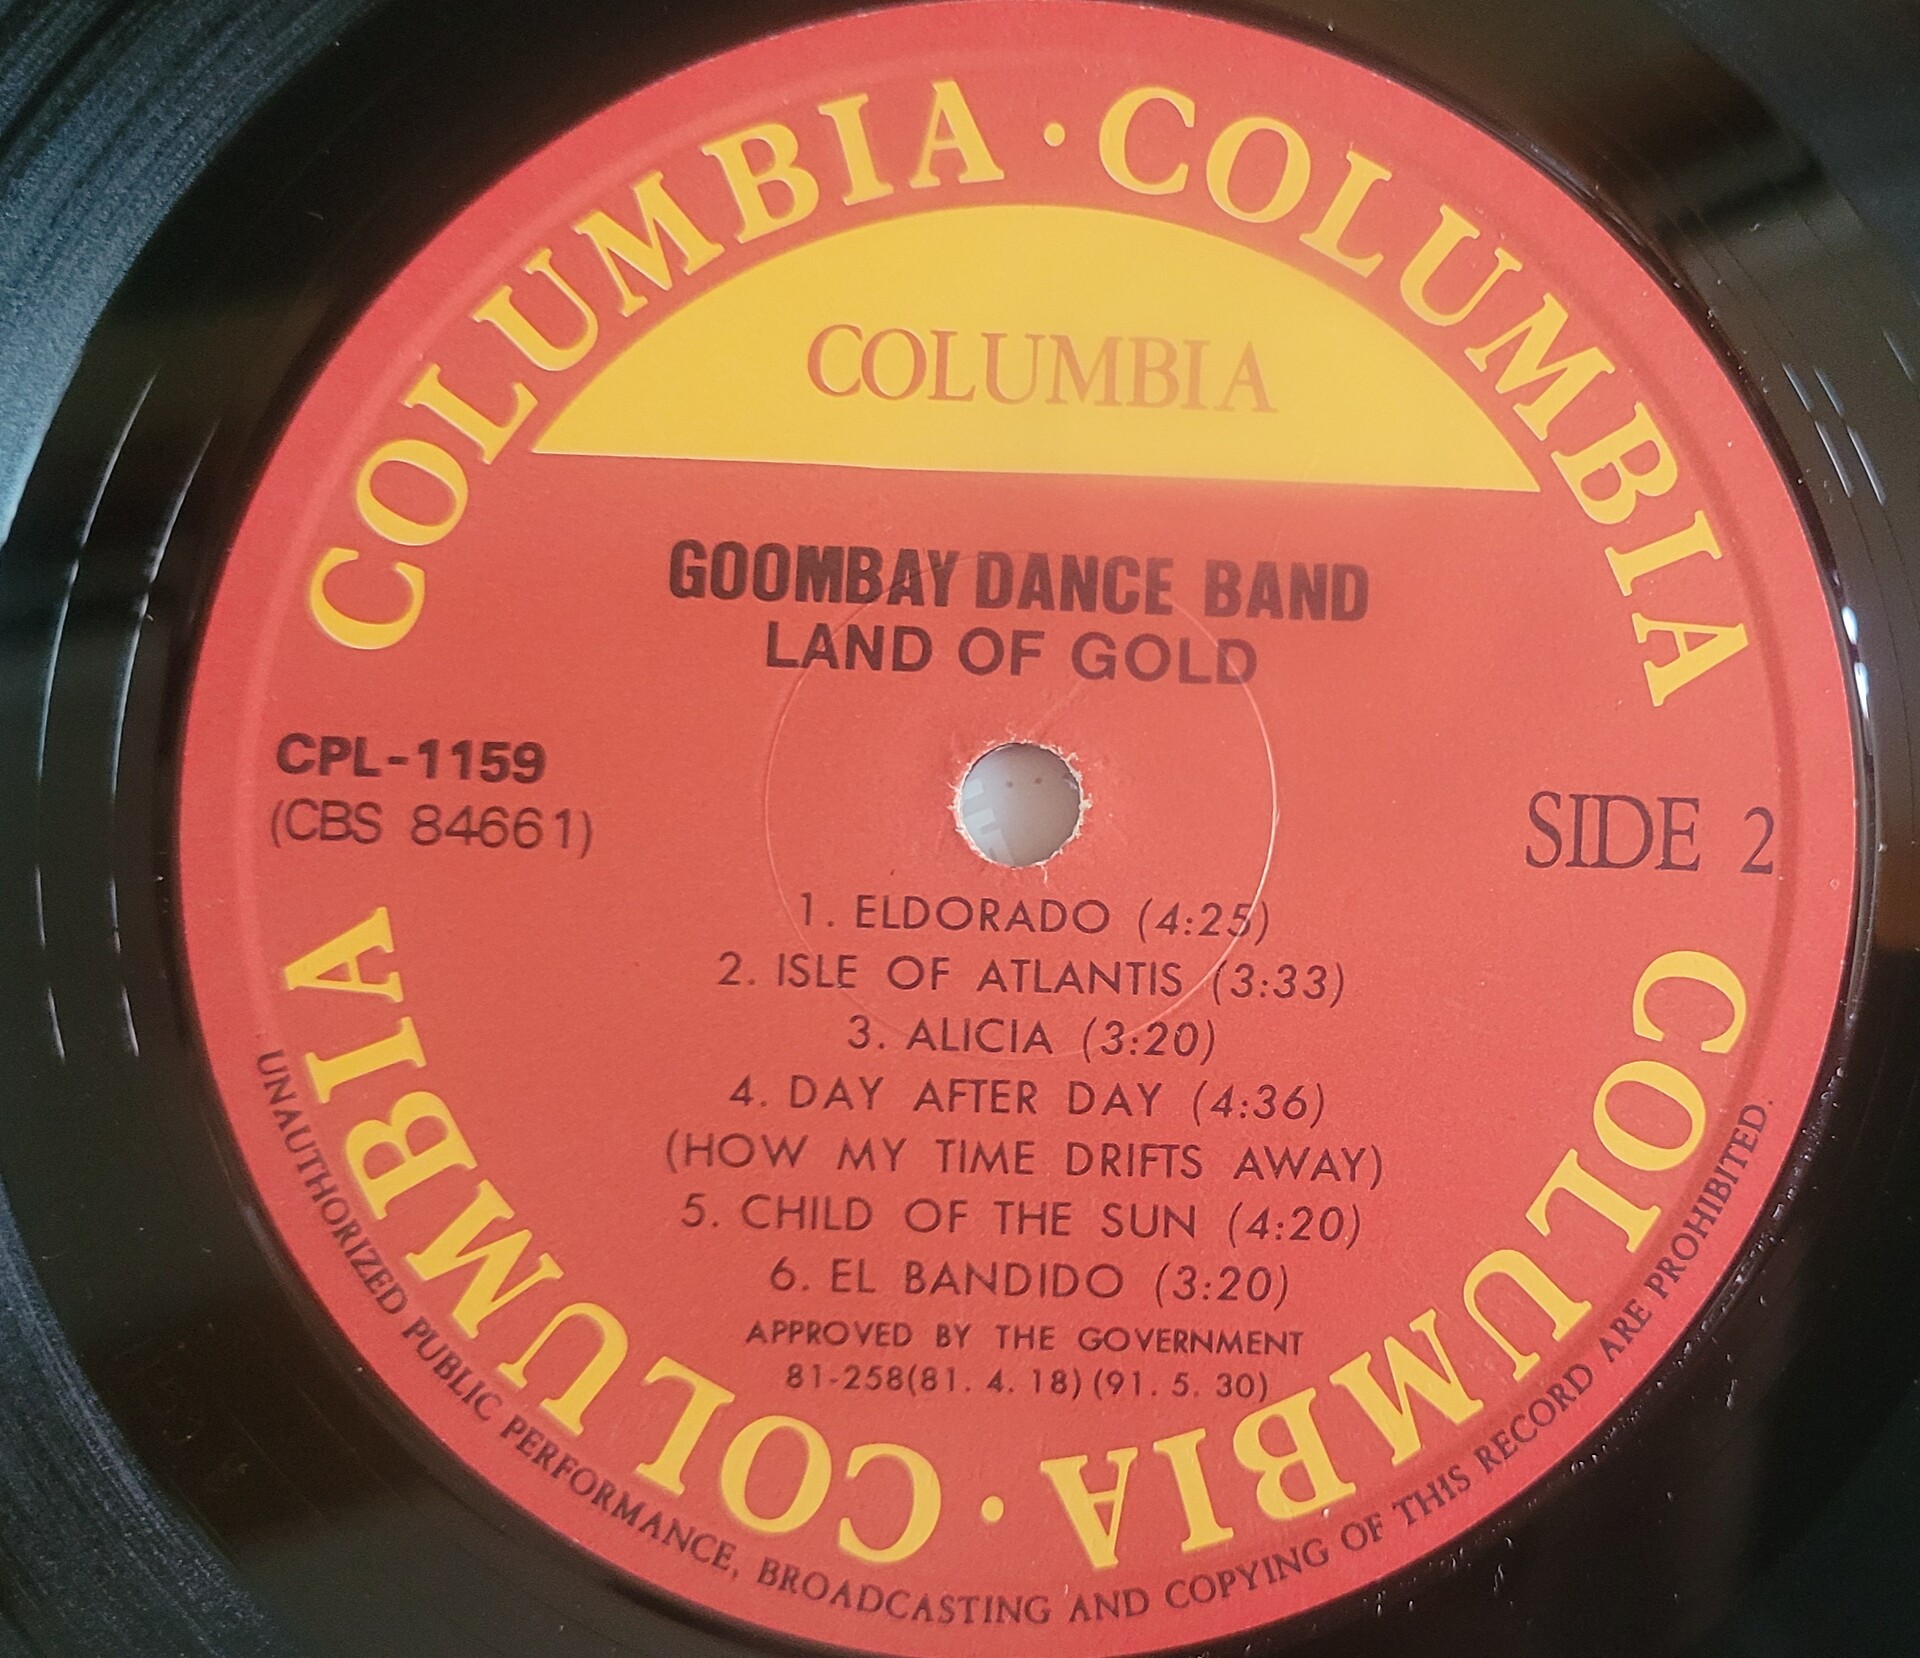 COLUMBIA · COLUMBIA
COLUMBIA
GOOMBAY DANCE BAND
LAND OF GOLD
CPL-1159
(CBS 84661)
SIDE 2
1. ELDORADO (4:25)
2. ISLE OF ATLANTIS (3:33)
3. ALICIA (3:20)
4. DAY AFTER DAY (4:36)
(HOW MY TIME DRIFTS AWAY)
5. CHILD OF THE SUN (4:20)
6. EL BANDIDO (3:20)
APPROVED BY THE GOVERNMENT
81-258(81. 4. 18)(91. 5. 30)
COLUMBIA · COLUMBIA
UNAUTHORIZED PUBLIC PERFORMANCE, BROADCASTING AND COPYING OF THIS RECORD ARE PROHIBITED.